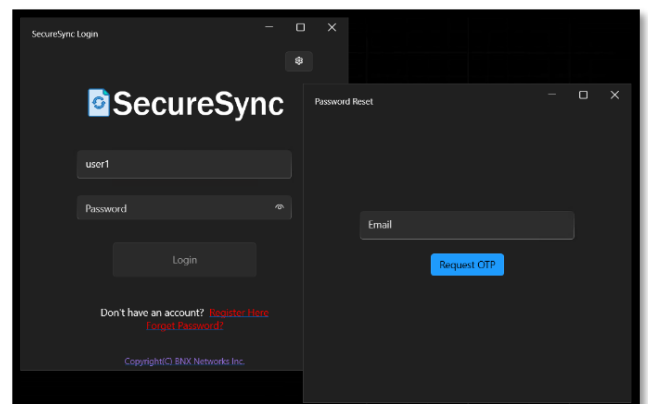 SecureSync Login
SecureSync
user1
Password
Login
Don't have an account? Register Here
Forget Password?
Copyright(C) BNX Networks Inc.
Password Reset
Email
Request OTP